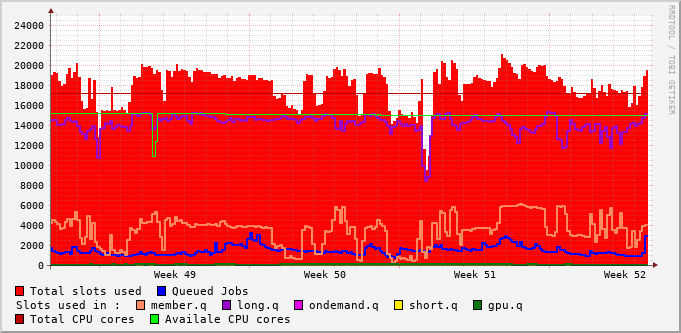 24000
22000
20000
18000
16000
14000
12000
10000
8000
6000
4000
2000
0
Week 49 Week 50 Week 51 Week 52
RRDTOOL / TOBI OETIKER
Total slots used Queued Jobs
Slots used in : member.q long.q ondemand.q short.q gpu.q
Total CPU cores Availale CPU cores